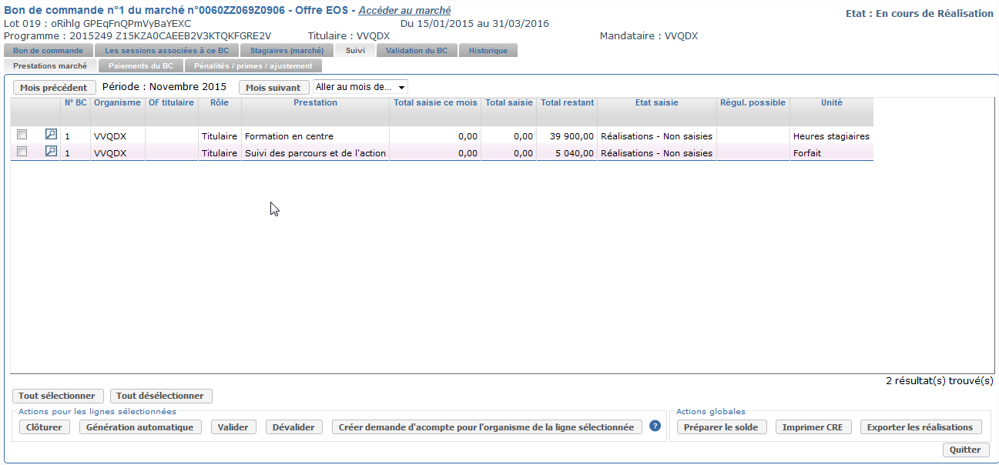 Bon de commande n°1 du marché n°0060ZZ069Z0906 - Offre EOS - Accéder au marché
Etat : En cours de Réalisation
Lot 019 : oRihlg GPEqFnQPmVyBaYEXC Du 15/01/2015 au 31/03/2016
Programme : 2015249 Z15KZA0CAEEB2V3KTQKFGRE2V Titulaire : VVQDX Mandataire : VVQDX
Bon de commande Les sessions associées à ce BC Stagiaires (marché) Suivi Validation du BC Historique
Prestations marché Paiements du BC Pénalités / primes / ajustement
Mois précédent Période : Novembre 2015 Mois suivant Aller au mois de...
N° BC Organisme OF titulaire Rôle Prestation Total saisie ce mois Total saisie Total restant Etat saisie Régul. possible Unité
1 VVQDX Titulaire Formation en centre 0,00 0,00 39 900,00 Réalisations - Non saisies Heures stagiaires
1 VVQDX Titulaire Suivi des parcours et de l'action 0,00 0,00 5 040,00 Réalisations - Non saisies Forfait
2 résultat(s) trouvé(s)
Tout sélectionner Tout désélectionner
Actions pour les lignes sélectionnées Actions globales
Clôturer Génération automatique Valider Dévalider Créer demande d'acompte pour l'organisme de la ligne sélectionnée ? Préparer le solde Imprimer CRE Exporter les réalisations
Quitter